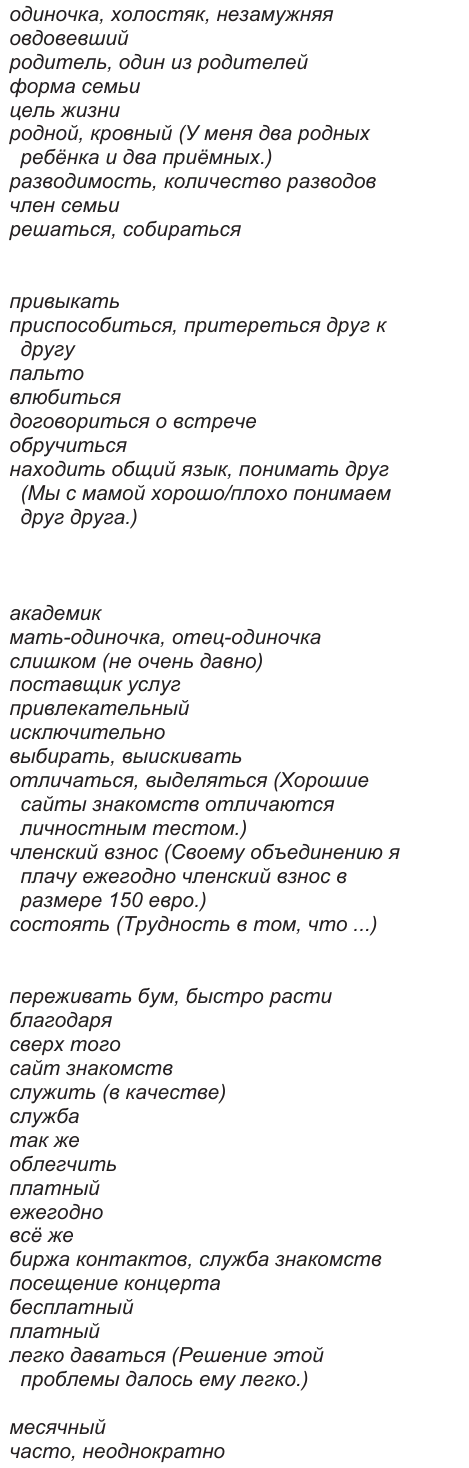 одиночка, холостяк, незамужняя
овдовевший
родитель, один из родителей
форма семьи
цель жизни
родной, кровный (У меня два родных
ребёнка и два приёмных.)
разводимость, количество разводов
член семьи
решаться, собираться
привыкать
приспособиться, притереться друг к
другу
пальто
влюбиться
договориться о встрече
обручиться
находить общий язык, понимать друг
(Мы с мамой хорошо/плохо понимаем
друг друга.)
академик
мать-одиночка, отец-одиночка
слишком (не очень давно)
поставщик услуг
привлекательный
исключительно
выбирать, выискивать
отличаться, выделяться (Хорошие
сайты знакомств отличаются
личностным тестом.)
членский взнос (Своему объединению я
плачу ежегодно членский взнос в
размере 150 евро.)
состоять (Трудность в том, что ...)
переживать бум, быстро расти
благодаря
сверх того
сайт знакомств
служить (в качестве)
служба
так же
облегчить
платный
ежегодно
всё же
биржа контактов, служба знакомств
посещение концерта
бесплатный
платный
легко даваться (Решение этой
проблемы далось ему легко.)
месячный
часто, неоднократно